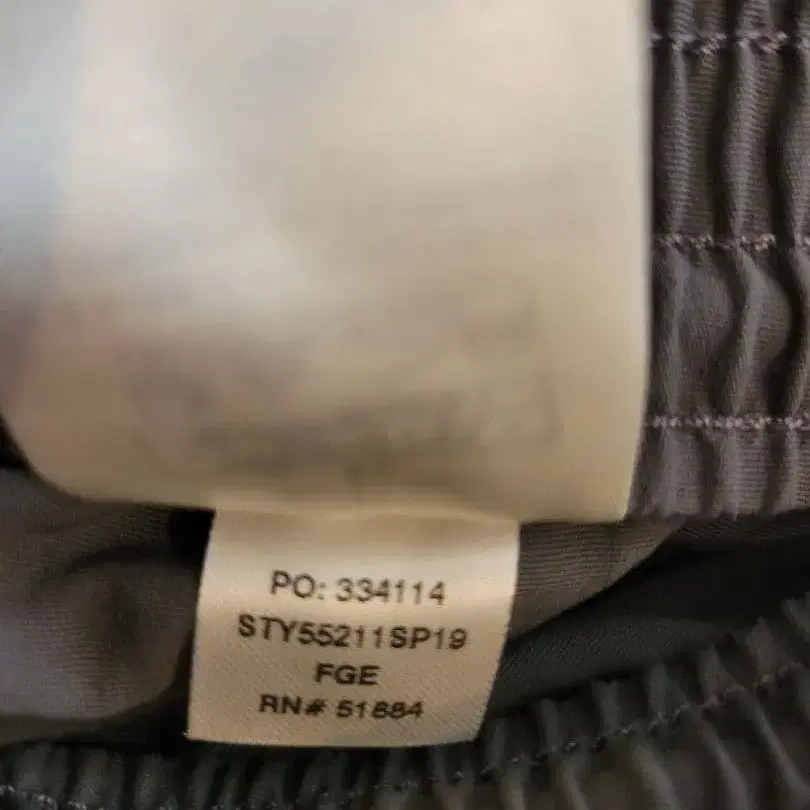 PO: 334114
STY55211SP19
FGE
RN# 51884